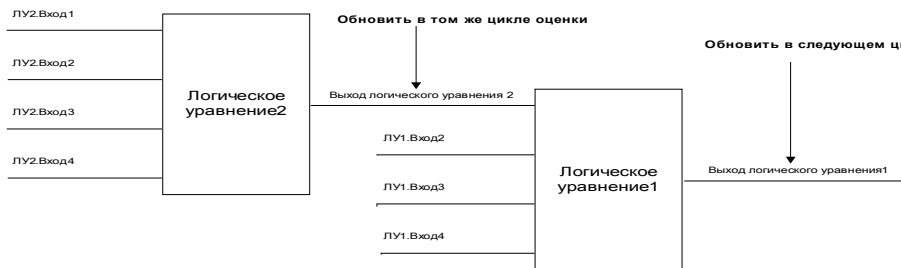 ЛУ2.Вход1
Обновить в том же цикле оценки
Обновить в следующем
ЛУ2.Вход2
Логическое
уравнение2
Выход логического уравнения 2
ЛУ2.Вход3
ЛУ1.Вход2
ЛУ2.Вход4
Логическое
уравнение1
Выход логического уравнения1
ЛУ1.Вход3
ЛУ1.Вход4